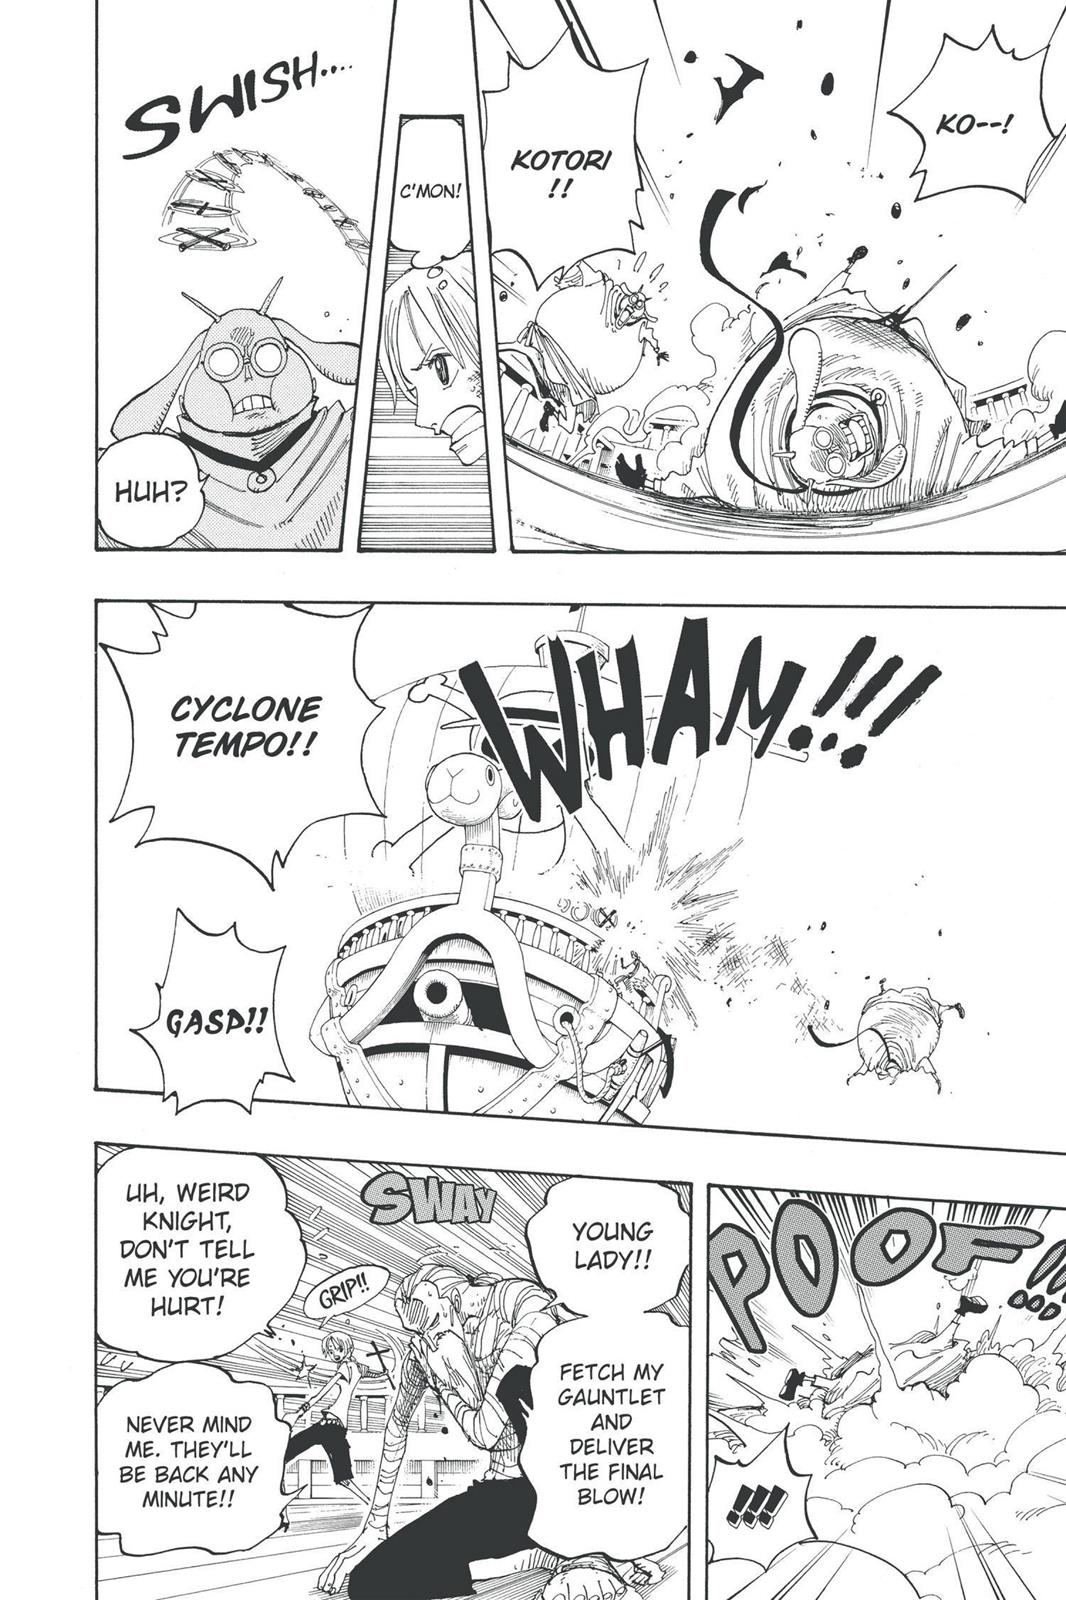 KO--!
KOTORI
!!
C'MON!
SWISH....
HUH?
WHAM!!!
CYCLONE
TEMPO!!
GASD!!
POOF!!!
!!!
YOUNG
LADY!!
FETCH MY
GAUNTLET
AND
DELIVER
THE FINAL
BLOW!
SWAY
GRIP!!
UH, WEIRD
KNIGHT,
DON'T TELL
ME YOU'RE
HURT!
NEVER MIND
ME. THEY'LL
BE BACK ANY
MINUTE!!